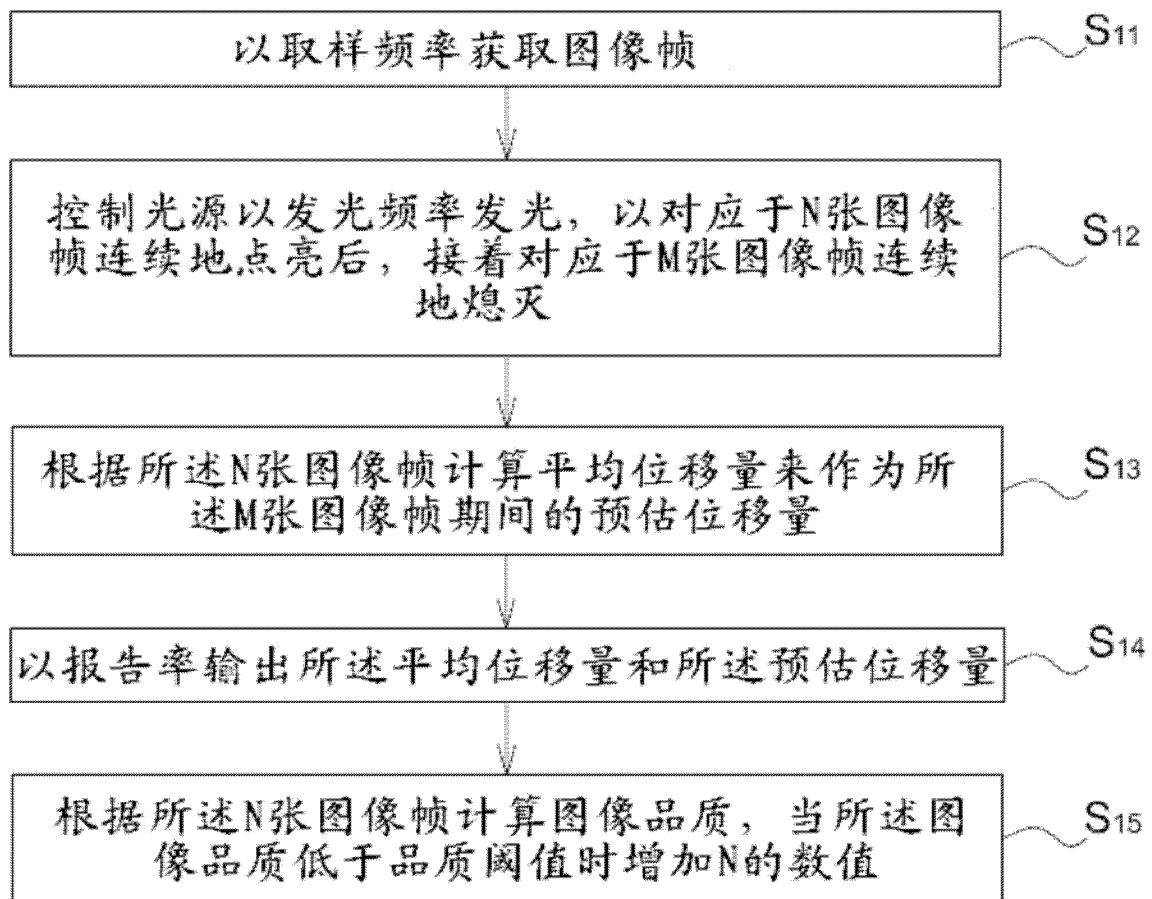 以取样频率获取图像帧
S11
控制光源以发光频率发光，以对应于N张图像
帧连续地点亮后，接着对应于M张图像帧连续
地熄灭
S12
根据所述N张图像帧计算平均位移量来作为所
述M张图像帧期间的预估位移量
S13
以报告率输出所述平均位移量和所述预估位移量
S14
根据所述N张图像帧计算图像品质，当所述图
像品质低于品质阈值时增加N的数值
S15